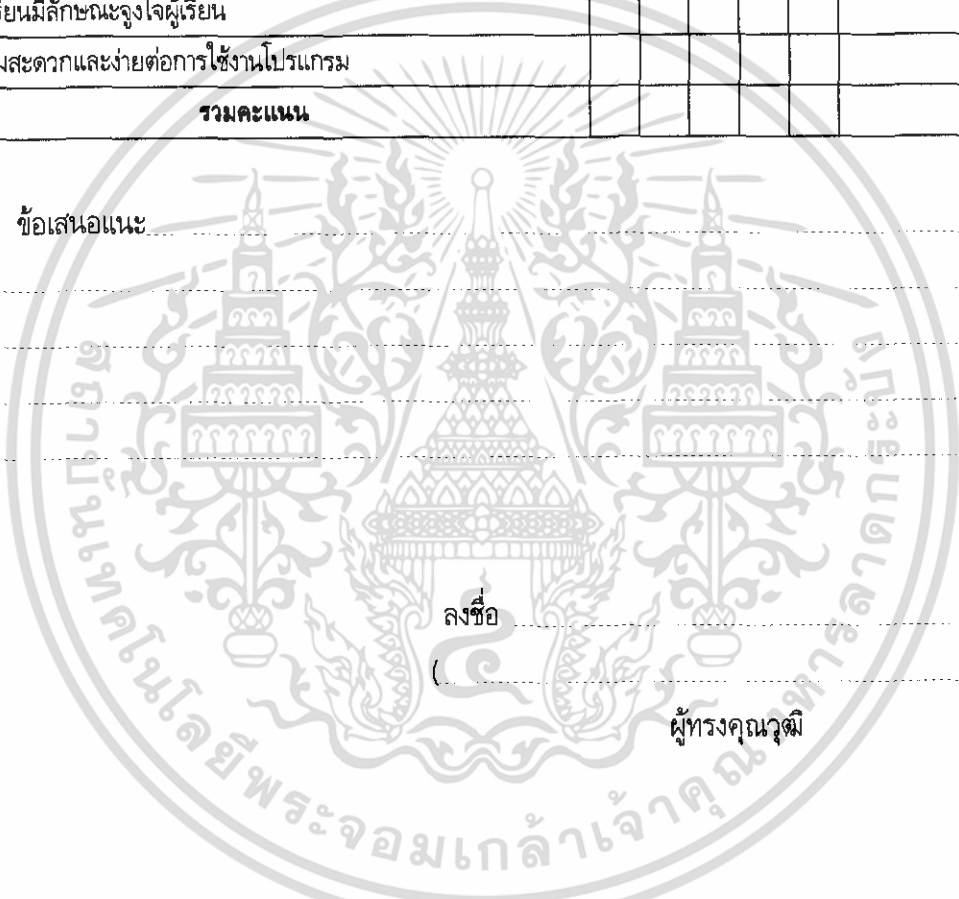 รียนมีลักษณะจูงใจผู้เรียน
มสะดวกและง่ายต่อการใช้งานโปรแกรม
รวมคะแนน
ข้อเสนอแนะ
ลงชื่อ
(
ผู้ทรงคุณวุฒิ
สถาบันเทคโนโลยีพระจอมเกล้าเจ้าคุณทหารลาดกระบัง